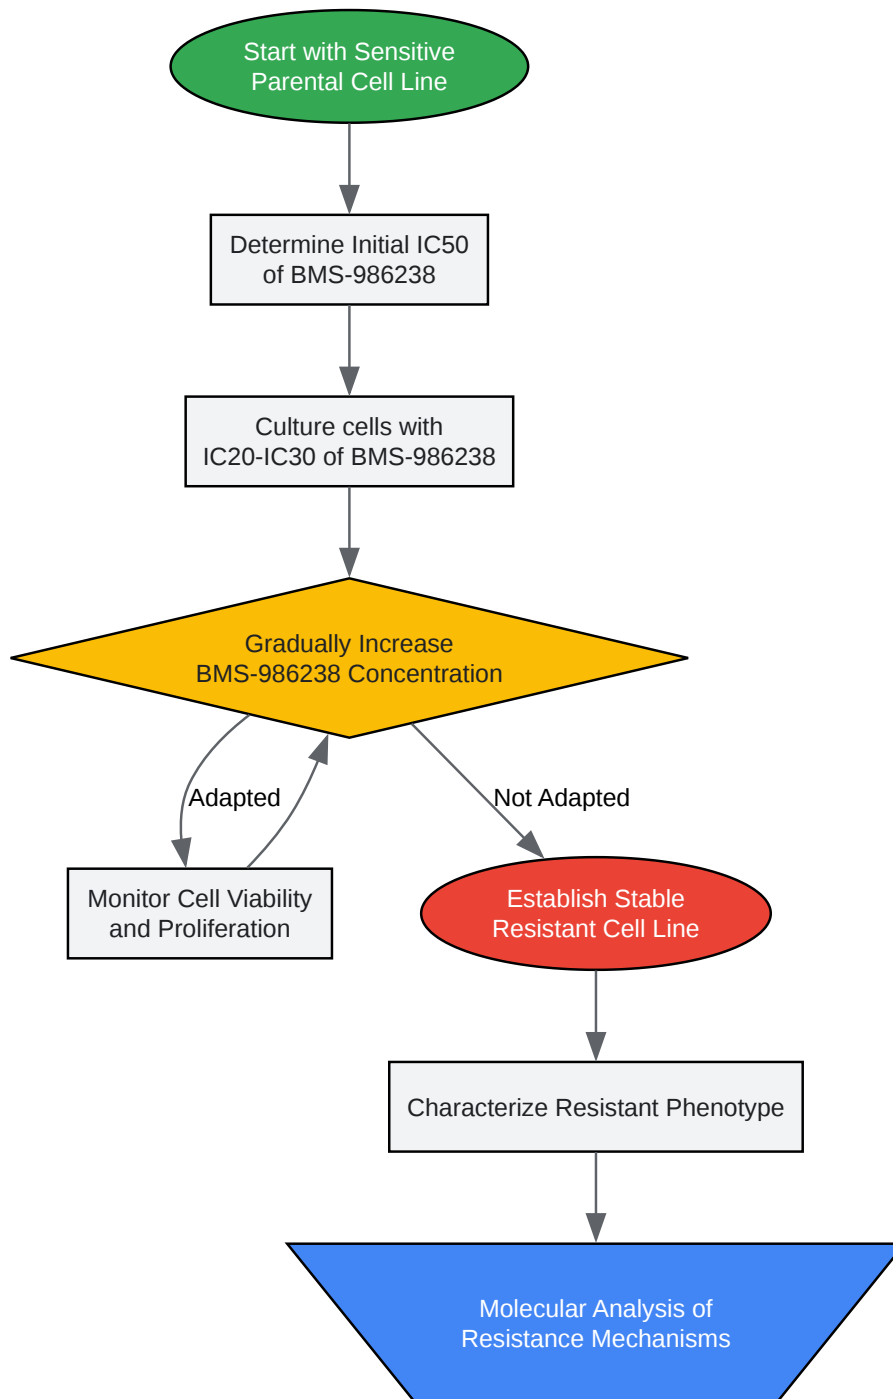 Start with Sensitive
Parental Cell Line
Determine Initial IC50
of BMS-986238
Culture cells with
IC20-IC30 of BMS-986238
Gradually Increase
BMS-986238 Concentration
Adapted
Not Adapted
Monitor Cell Viability
and Proliferation
Establish Stable
Resistant Cell Line
Characterize Resistant Phenotype
Molecular Analysis of
Resistance Mechanisms